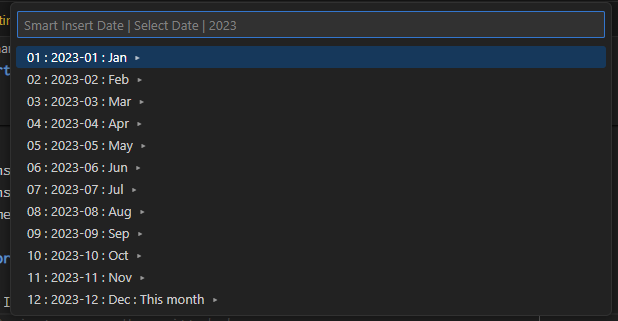 Smart Insert Date | Select Date | 2023
01 : 2023-01 : Jan ▸
02 : 2023-02 : Feb ▸
03 : 2023-03 : Mar ▸
04 : 2023-04 : Apr ▸
05 : 2023-05 : May ▸
06 : 2023-06 : Jun ▸
07 : 2023-07 : Jul ▸
08 : 2023-08 : Aug ▸
09 : 2023-09 : Sep ▸
10 : 2023-10 : Oct ▸
11 : 2023-11 : Nov ▸
12 : 2023-12 : Dec : This month ▸